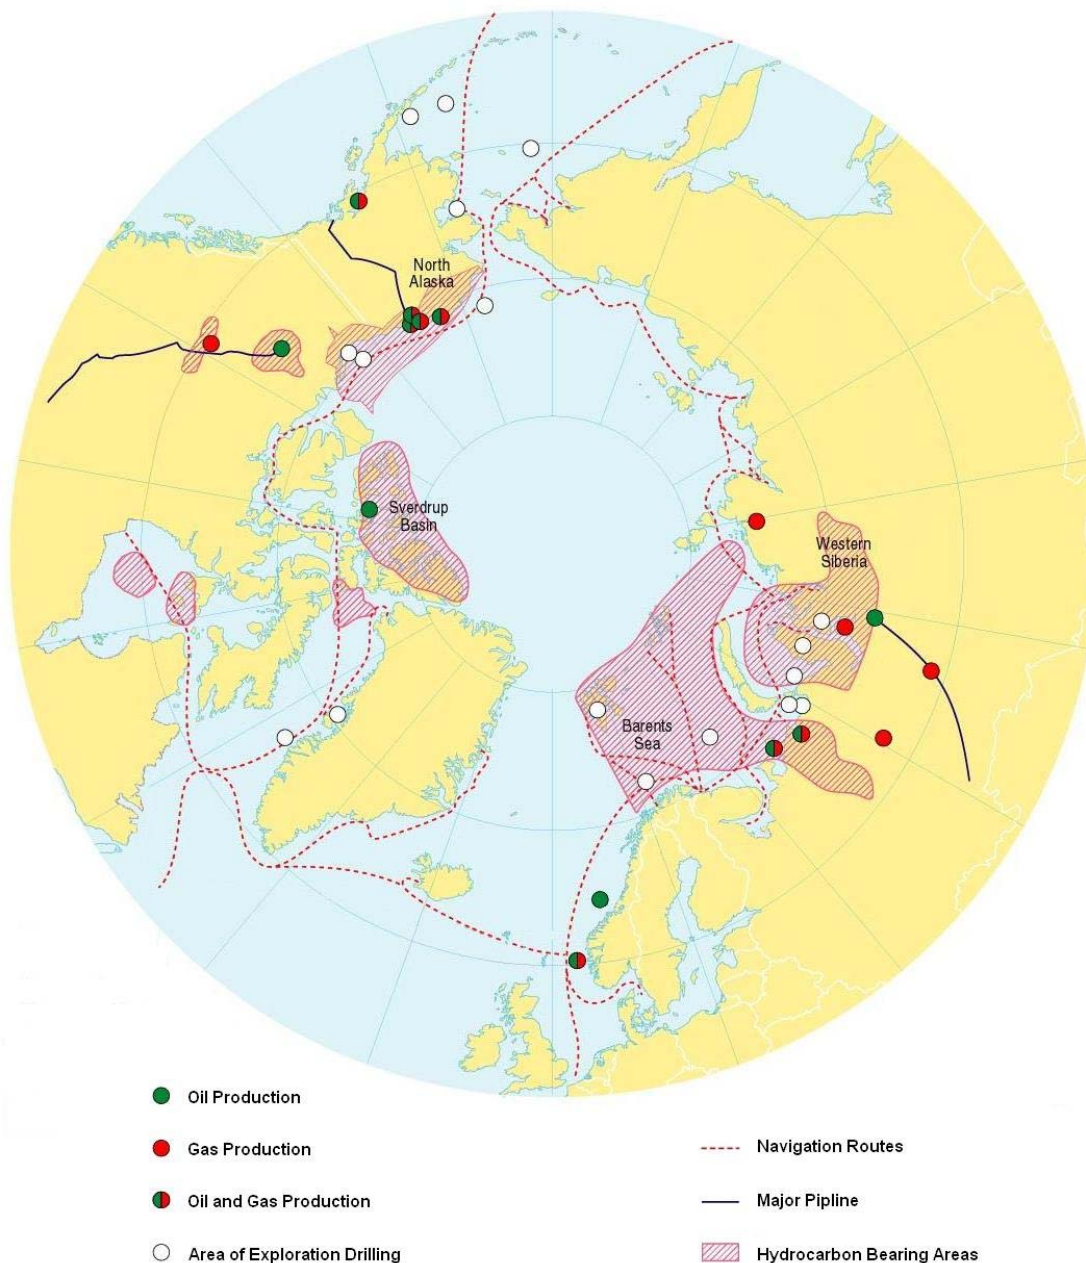 North
Alaska
Sverdrup
Basin
Western
Siberia
Barents
Sea
Oil Production
Gas Production
Oil and Gas Production
Area of Exploration Drilling
Navigation Routes
Major Pipline
Hydrocarbon Bearing Areas